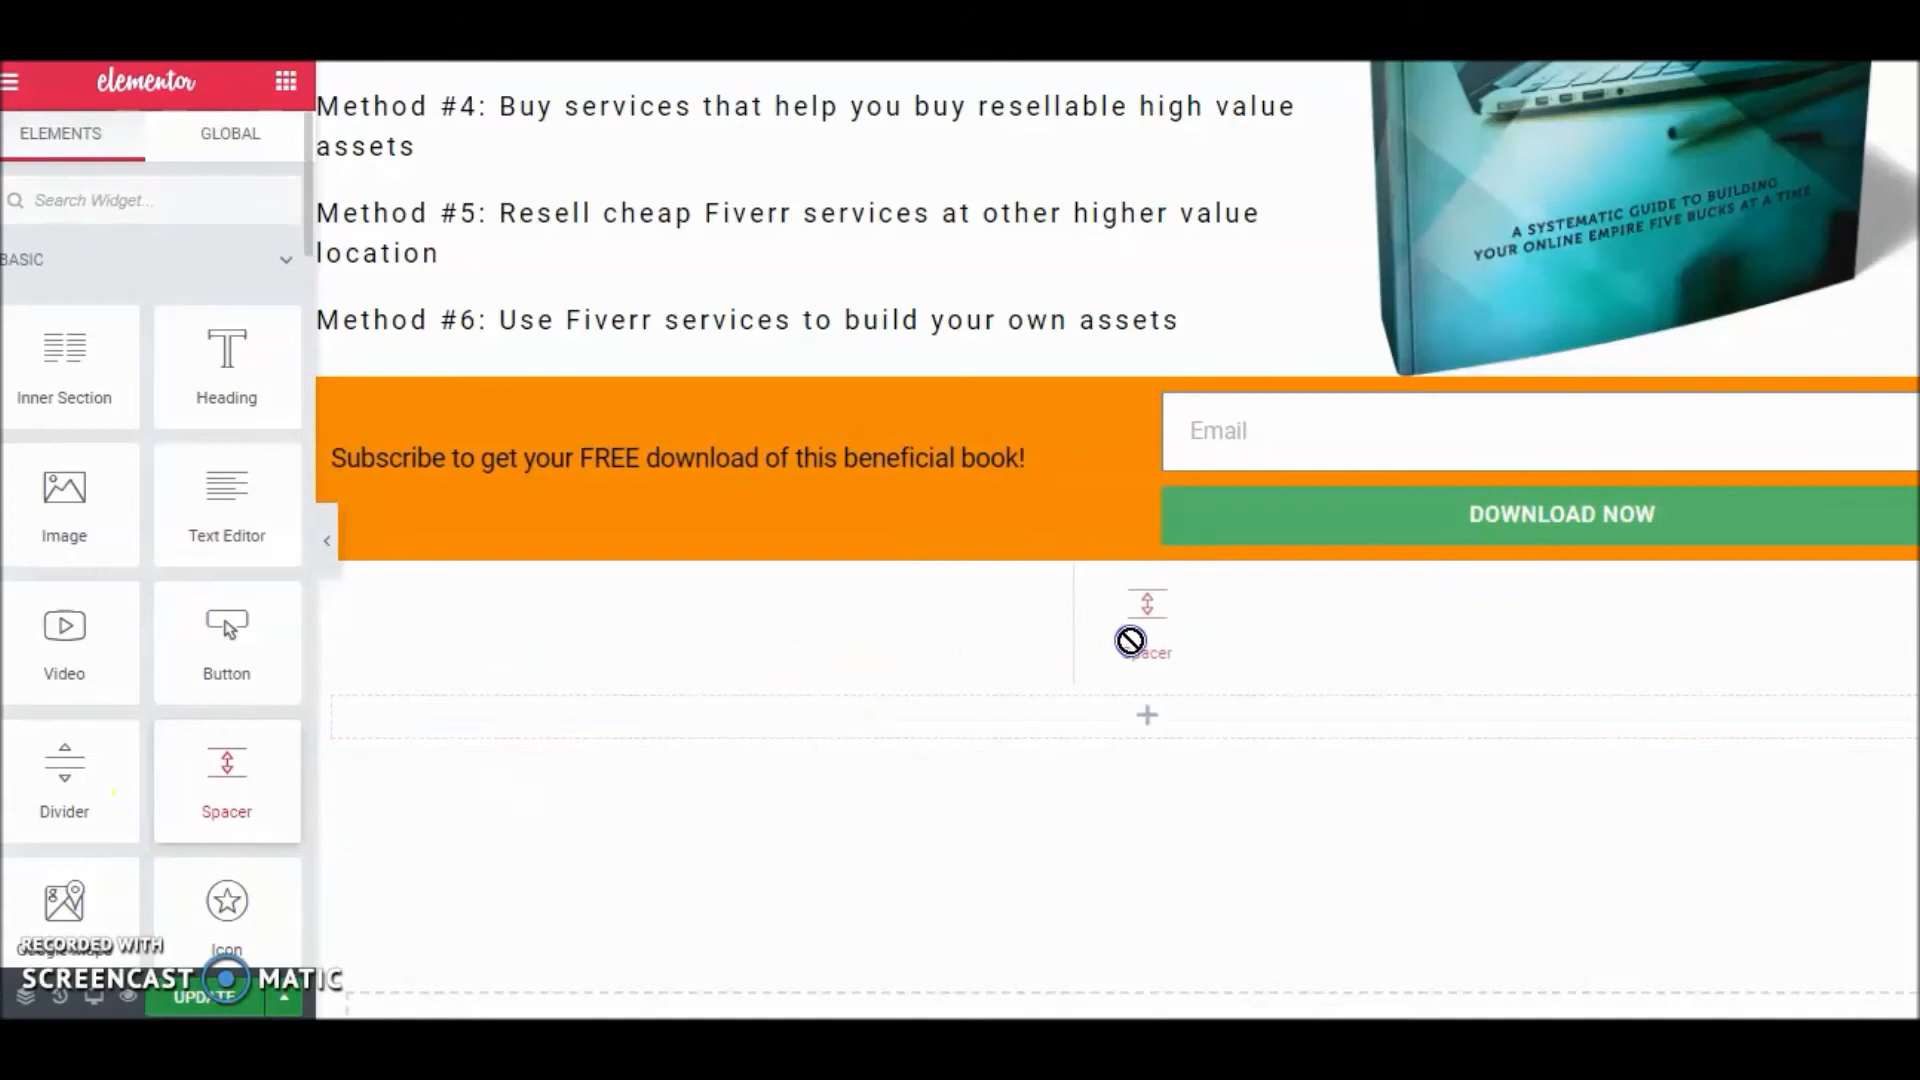 elementor
ELEMENTS
GLOBAL
Search Widget...
BASIC
Inner Section
Heading
Image
Text Editor
Video
Button
Divider
Spacer
Icon
RECORDED WITH
SCREENCAST MATIC
UPDATE
Method #4: Buy services that help you buy resellable high value
assets
Method #5: Resell cheap Fiverr services at other higher value
location
Method #6: Use Fiverr services to build your own assets
A SYSTEMATIC GUIDE TO BUILDING
YOUR ONLINE EMPIRE FIVE BUCKS AT A TIME
Subscribe to get your FREE download of this beneficial book!
Email
DOWNLOAD NOW
Spacer